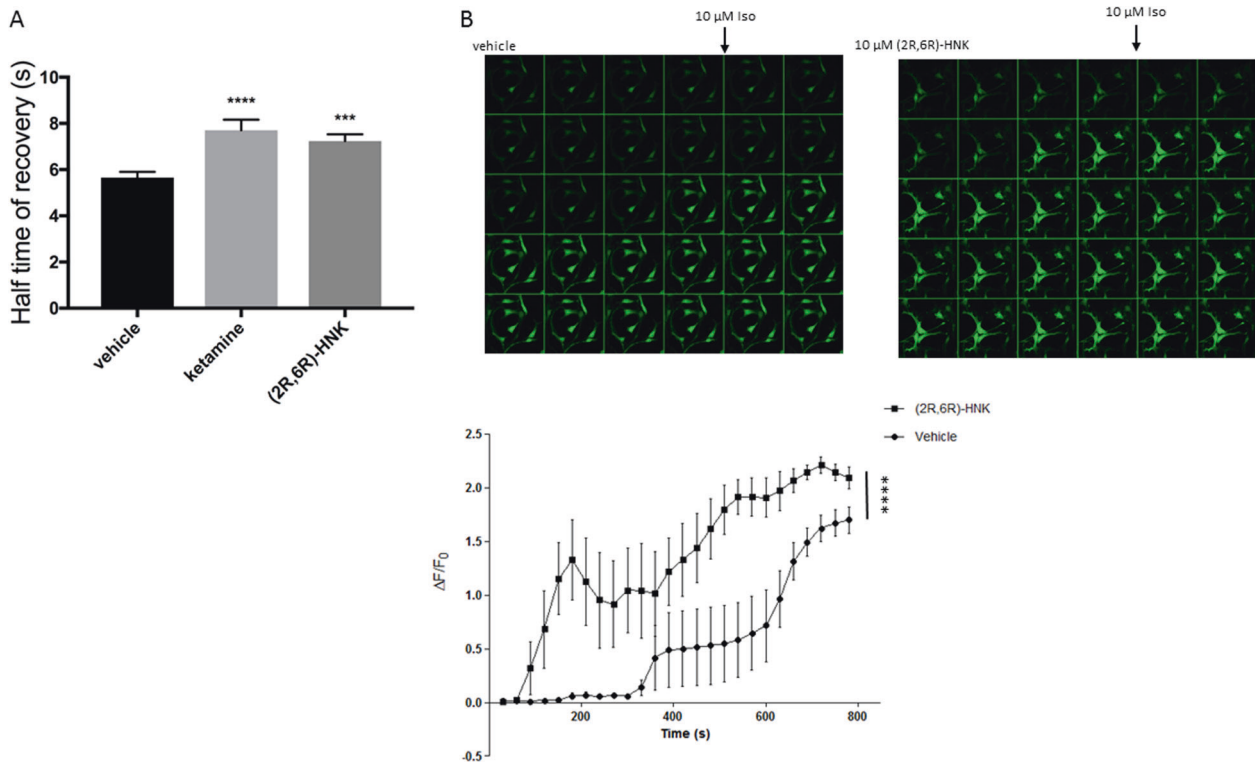 A
Half time of recovery (s)
10
8
6
4
2
0
****
***
vehicle
ketamine
(2R,6R)-HNK
B
10 µM Iso
vehicle
10 µM Iso
10 µM (2R,6R)-HNK
(2R,6R)-HNK
Vehicle
ΔF/F0
2.5
2.0
1.5
1.0
0.5
0.0
-0.5
200
400
600
800
Time (s)
****